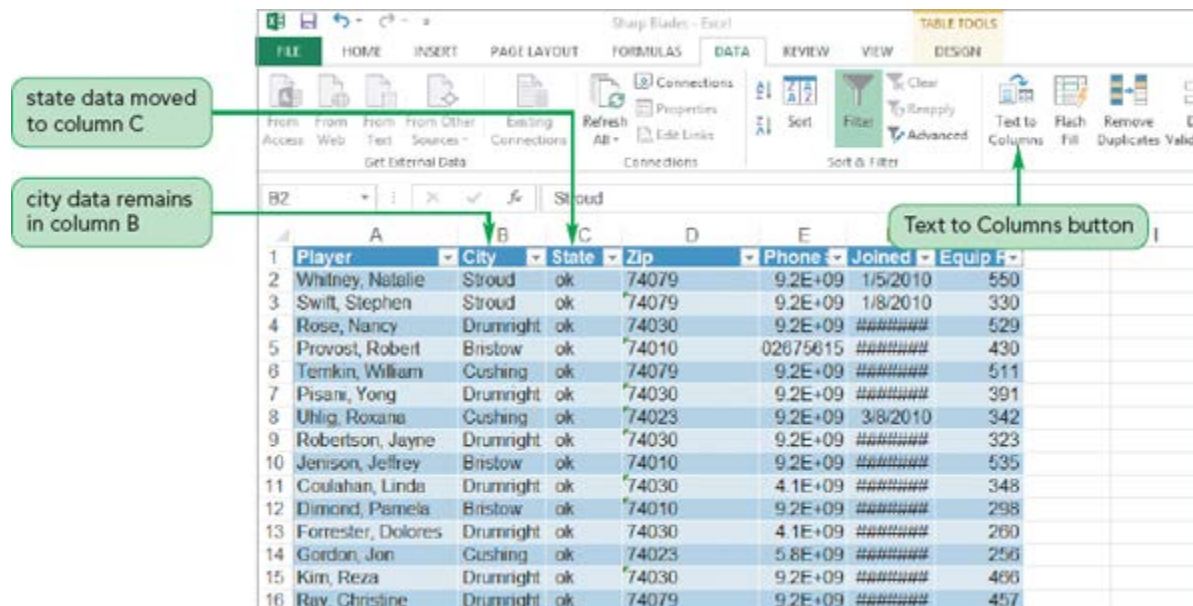 Sharp Blades - Excel
TABLE TOOLS
FILE HOME INSERT PAGE LAYOUT FORMULAS DATA REVIEW VIEW DESIGN
state data moved
to column C
From Access
From Web
From Text
From Other Sources
Existing Connections
Refresh All
Connections
Properties
Edit Links
Sort
Filter
Clear
Reapply
Advanced
Text to Columns
Flash Fill
Remove Duplicates
Get External Data
Connections
Sort & Filter
city data remains
in column B
B2 fx Stroud
Text to Columns button
A B C D E I
1 Player City State Zip Phone Joined Equip
2 Whitney, Natalie Stroud ok 74079 9.2E+09 1/5/2010 550
3 Swift, Stephen Stroud ok 74079 9.2E+09 1/8/2010 330
4 Rose, Nancy Drumright ok 74030 9.2E+09 ####### 529
5 Provost, Robert Bristow ok 74010 02675615 ####### 430
6 Temkin, William Cushing ok 74079 9.2E+09 ####### 511
7 Pisani, Yong Drumright ok 74030 9.2E+09 ####### 391
8 Uhlig, Roxana Cushing ok 74023 9.2E+09 3/8/2010 342
9 Robertson, Jayne Drumright ok 74030 9.2E+09 ####### 323
10 Jenison, Jeffrey Bristow ok 74010 9.2E+09 ####### 535
11 Coulahan, Linda Drumright ok 74030 4.1E+09 ####### 348
12 Dimond, Pamela Bristow ok 74010 9.2E+09 ####### 298
13 Forrester, Dolores Drumright ok 74030 4.1E+09 ####### 260
14 Gordon, Jon Cushing ok 74023 5.8E+09 ####### 256
15 Kim, Reza Drumright ok 74030 9.2E+09 ####### 466
16 Ray, Christine Drumright ok 74079 9.2E+09 ####### 457